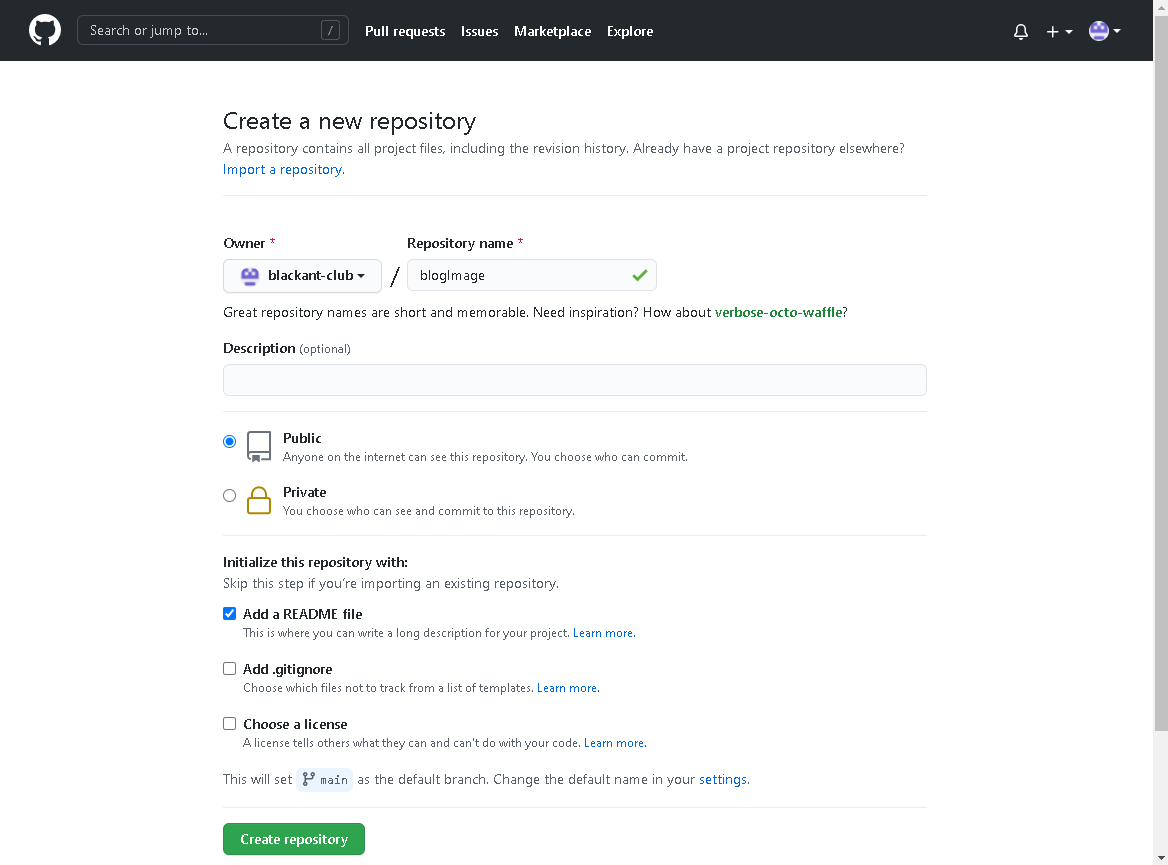 Search or jump to... / Pull requests Issues Marketplace Explore
Create a new repository
A repository contains all project files, including the revision history. Already have a project repository elsewhere?
Import a repository.
Owner * Repository name *
blackant-club / blogImage
Great repository names are short and memorable. Need inspiration? How about verbose-octo-waffle?
Description (optional)
Public
Anyone on the internet can see this repository. You choose who can commit.
Private
You choose who can see and commit to this repository.
Initialize this repository with:
Skip this step if you're importing an existing repository.
Add a README file
This is where you can write a long description for your project. Learn more.
Add .gitignore
Choose which files not to track from a list of templates. Learn more.
Choose a license
A license tells others what they can and can't do with your code. Learn more.
This will set main as the default branch. Change the default name in your settings.
Create repository